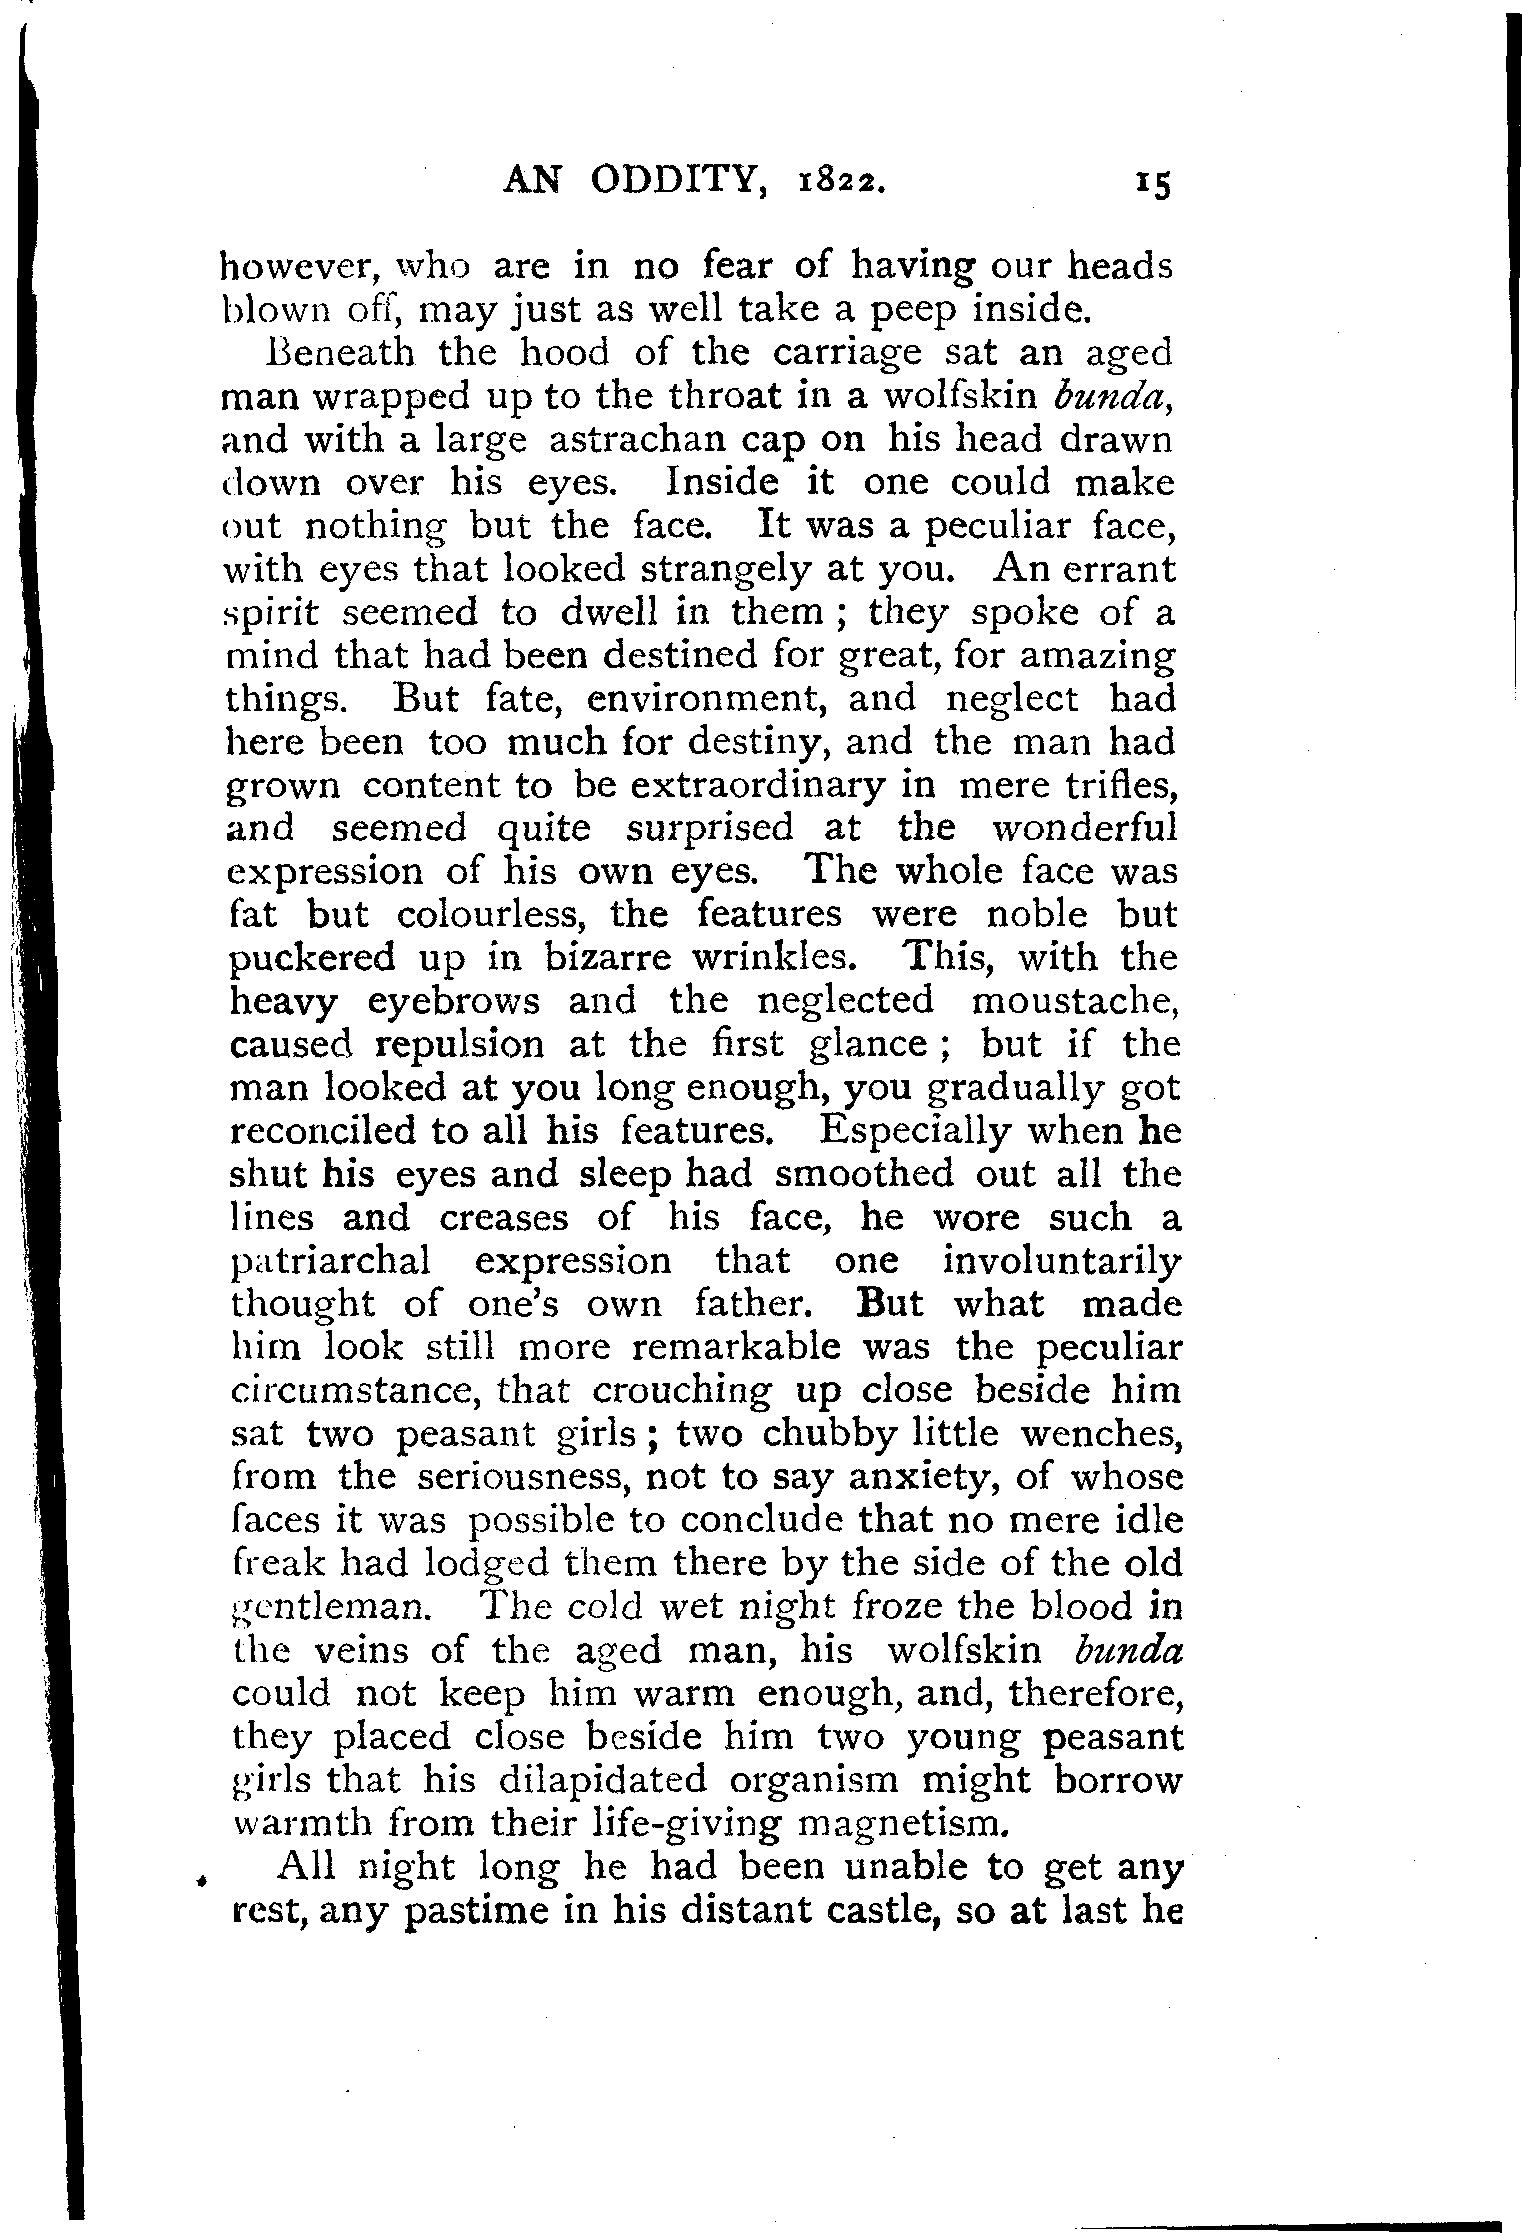 AN ODDITY, 1822. 15
however, who are in no fear of having our heads
blown off, may just as well take a peep inside.
Beneath the hood of the carriage sat an aged
man wrapped up to the throat in a wolfskin bunda,
and with a large astrachan cap on his head drawn
down over his eyes. Inside it one could make
out nothing but the face. It was a peculiar face,
with eyes that looked strangely at you. An errant
spirit seemed to dwell in them ; they spoke of a
mind that had been destined for great, for amazing
things. But fate, environment, and neglect had
here been too much for destiny, and the man had
grown content to be extraordinary in mere trifles,
and seemed quite surprised at the wonderful
expression of his own eyes. The whole face was
fat but colourless, the features were noble but
puckered up in bizarre wrinkles. This, with the
heavy eyebrows and the neglected moustache,
caused repulsion at the first glance ; but if the
man looked at you long enough, you gradually got
reconciled to all his features. Especially when he
shut his eyes and sleep had smoothed out all the
lines and creases of his face, he wore such a
patriarchal expression that one involuntarily
thought of one's own father. But what made
him look still more remarkable was the peculiar
circumstance, that crouching up close beside him
sat two peasant girls ; two chubby little wenches,
from the seriousness, not to say anxiety, of whose
faces it was possible to conclude that no mere idle
freak had lodged them there by the side of the old
gentleman. The cold wet night froze the blood in
the veins of the aged man, his wolfskin bunda
could not keep him warm enough, and, therefore,
they placed close beside him two young peasant
girls that his dilapidated organism might borrow
warmth from their life-giving magnetism.
All night long he had been unable to get any
rest, any pastime in his distant castle, so at last he